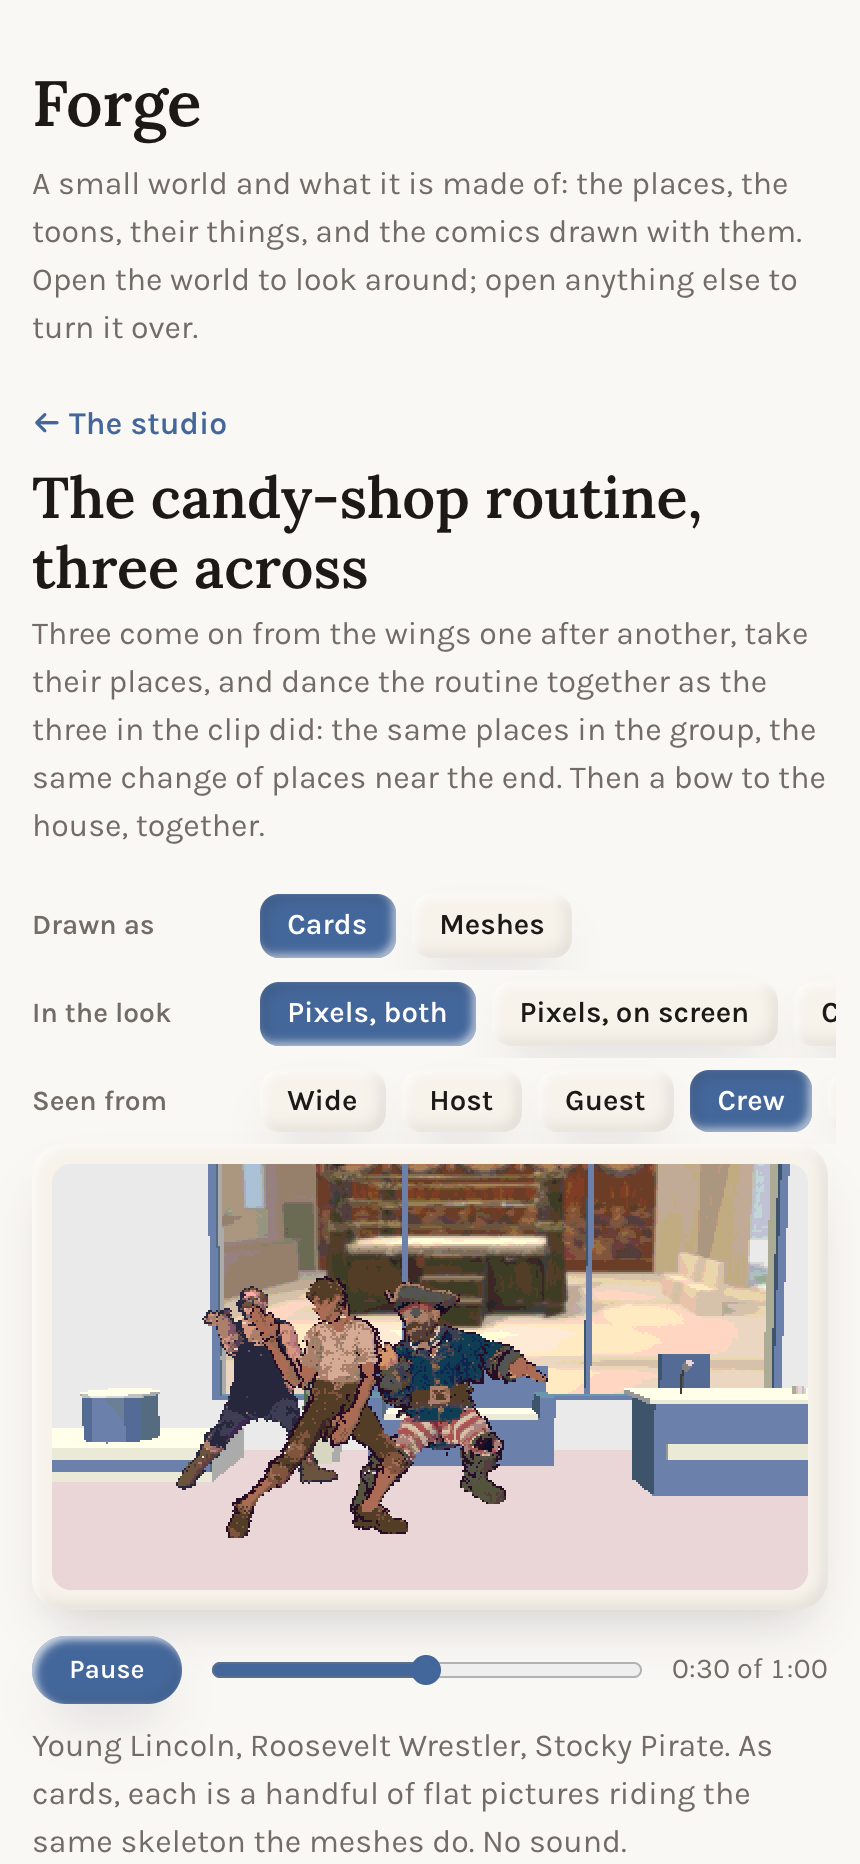 Forge
A small world and what it is made of: the places, the
toons, their things, and the comics drawn with them.
Open the world to look around; open anything else to
turn it over.
← The studio
The candy-shop routine,
three across
Three come on from the wings one after another, take
their places, and dance the routine together as the
three in the clip did: the same places in the group, the
same change of places near the end. Then a bow to the
house, together.
Drawn as Cards Meshes
In the look Pixels, both Pixels, on screen
Seen from Wide Host Guest Crew
Pause 0:30 of 1:00
Young Lincoln, Roosevelt Wrestler, Stocky Pirate. As
cards, each is a handful of flat pictures riding the
same skeleton the meshes do. No sound.